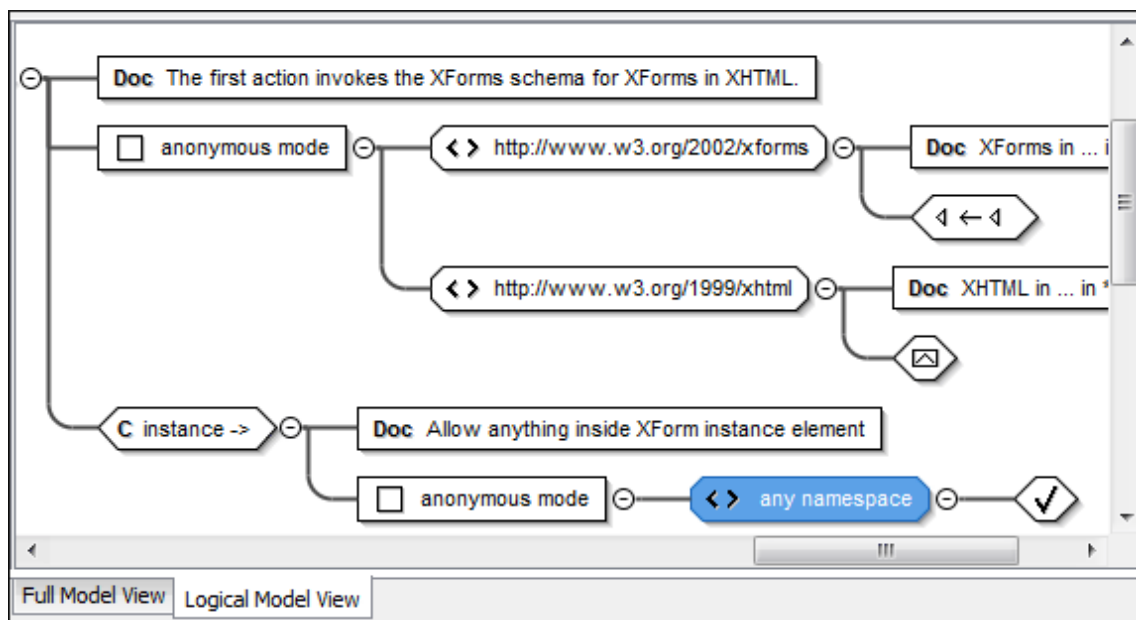 Doc The first action invokes the XForms schema for XForms in XHTML.
anonymous mode
http://www.w3.org/2002/xforms
Doc XForms in ... i
http://www.w3.org/1999/xhtml
Doc XHTML in ... in *
C instance ->
Doc Allow anything inside XForm instance element
anonymous mode
any namespace
Full Model View
Logical Model View